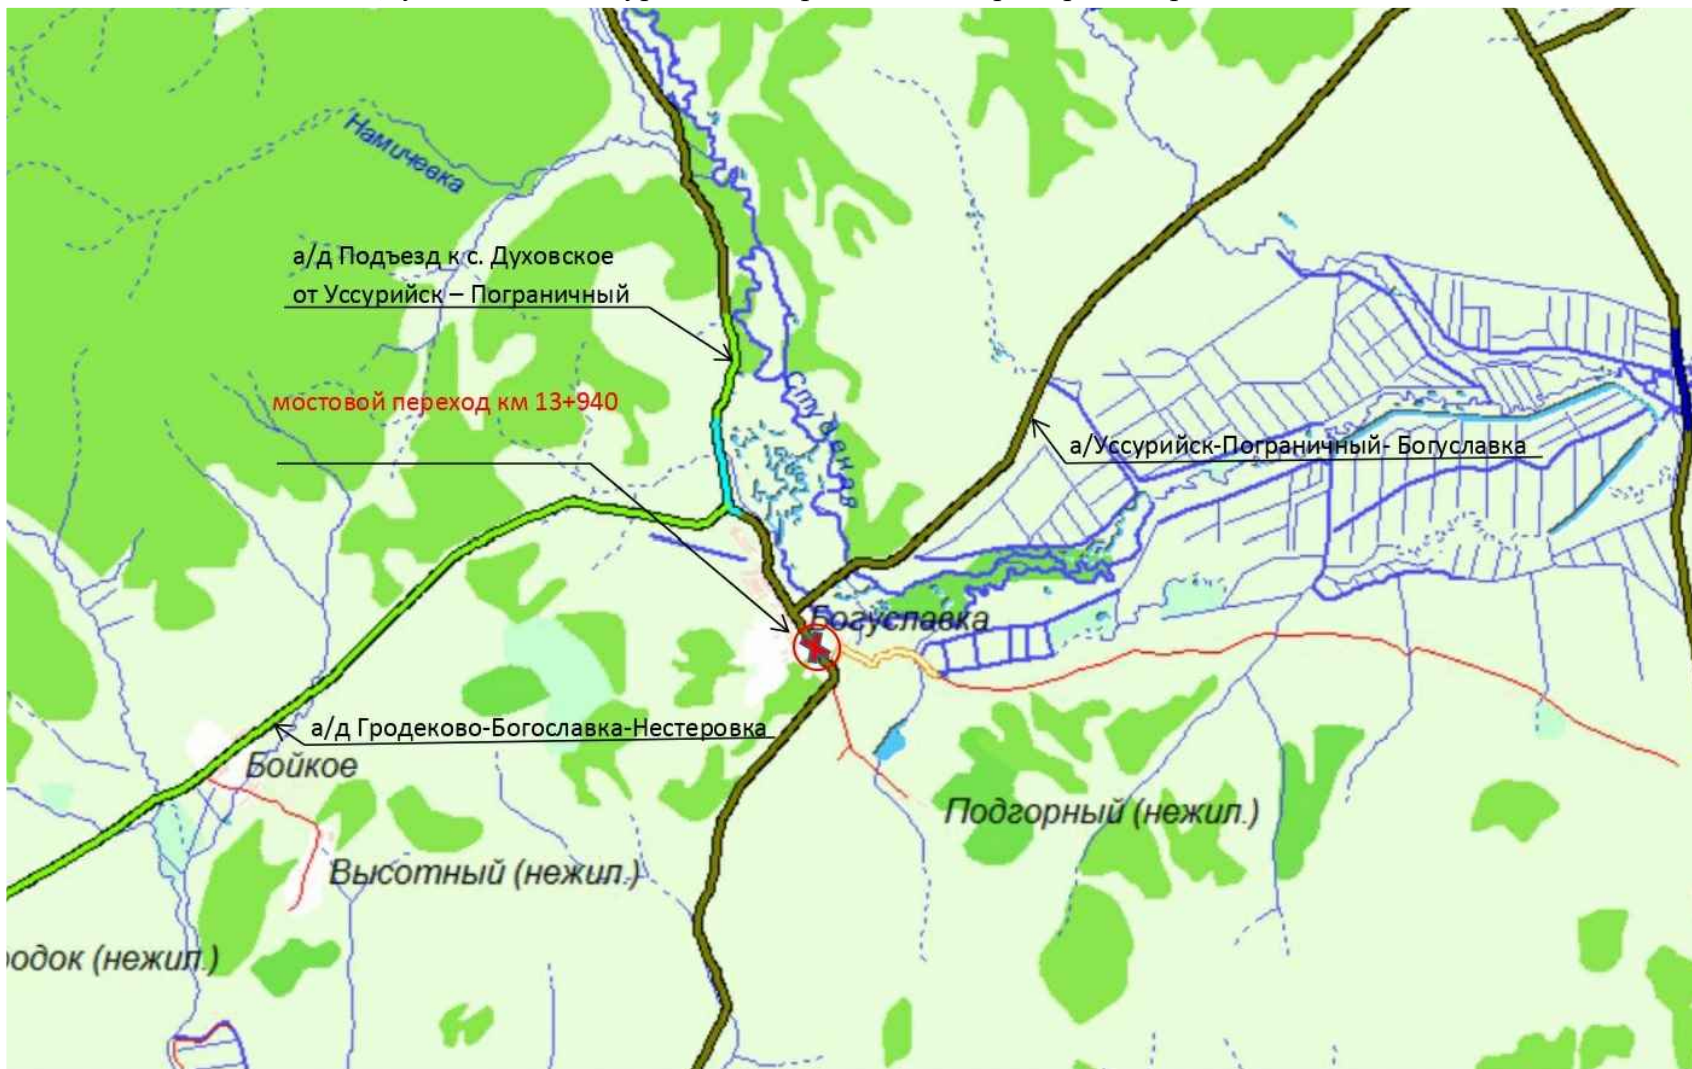 Намичевка
а/д Подъезд к с. Духовское
от Уссурийск – Пограничный
мостовой переход км 13+940
Студеная
а/Уссурийск-Пограничный- Богуславка
Богуславка
а/д Гродеково-Богославка-Нестеровка
Бойкое
Подгорный (нежил.)
Высотный (нежил.)
одок (нежил.)